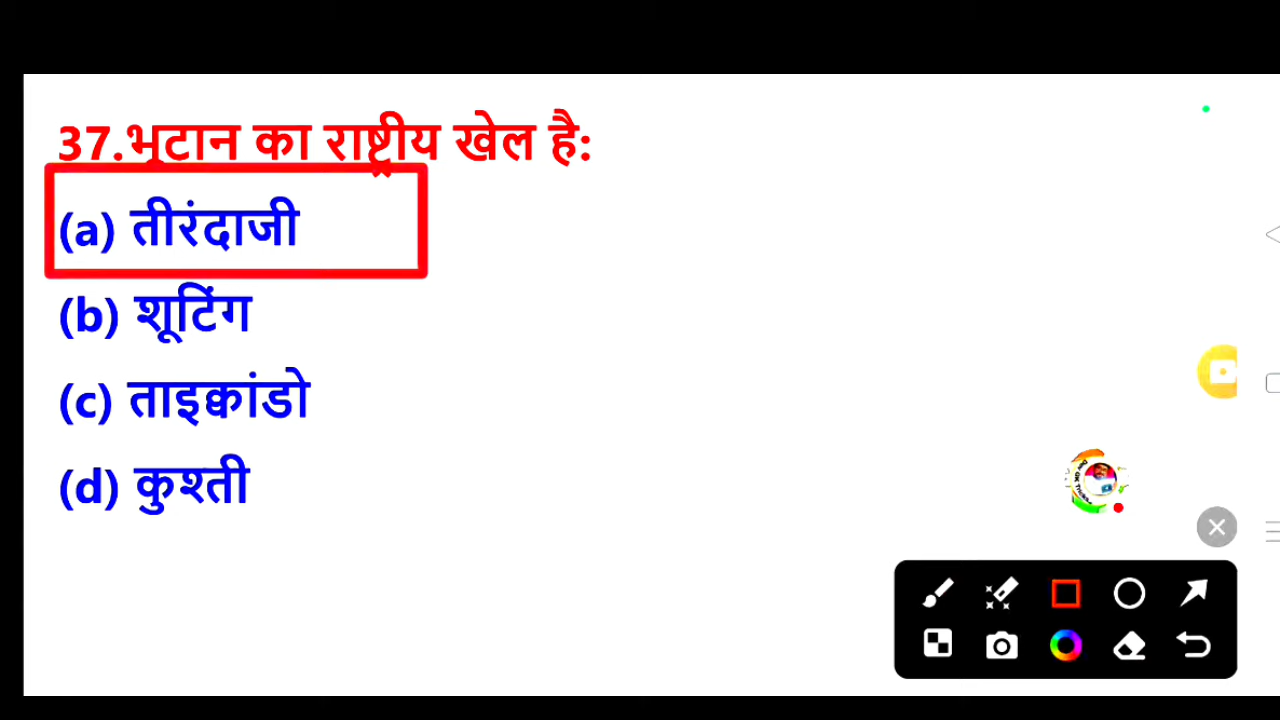 37.भूटान का राष्ट्रीय खेल है:
(a) तीरंदाजी
(b) शूटिंग
(c) ताइक्वांडो
(d) कुश्ती